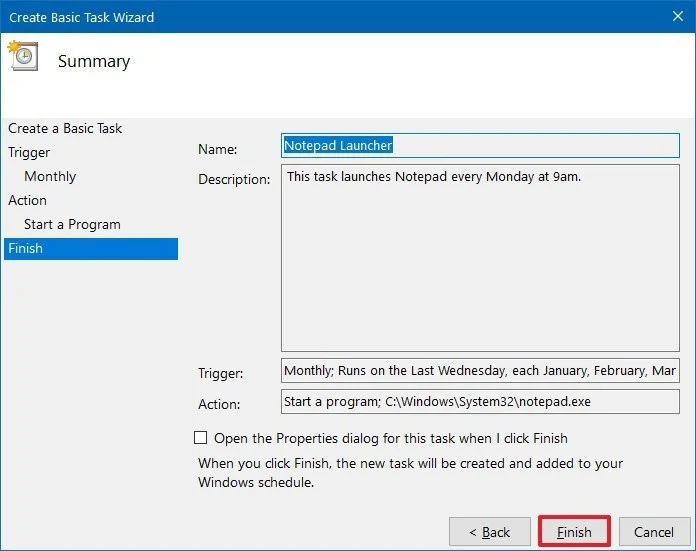 Create Basic Task Wizard
Summary
Create a Basic Task
Trigger
Monthly
Action
Start a Program
Finish
Name: Notepad Launcher
Description: This task launches Notepad every Monday at 9am.
Trigger: Monthly; Runs on the Last Wednesday, each January, February, Mar
Action: Start a program; C:\Windows\System32\notepad.exe
Open the Properties dialog for this task when I click Finish
When you click Finish, the new task will be created and added to your
Windows schedule.
< Back Finish Cancel